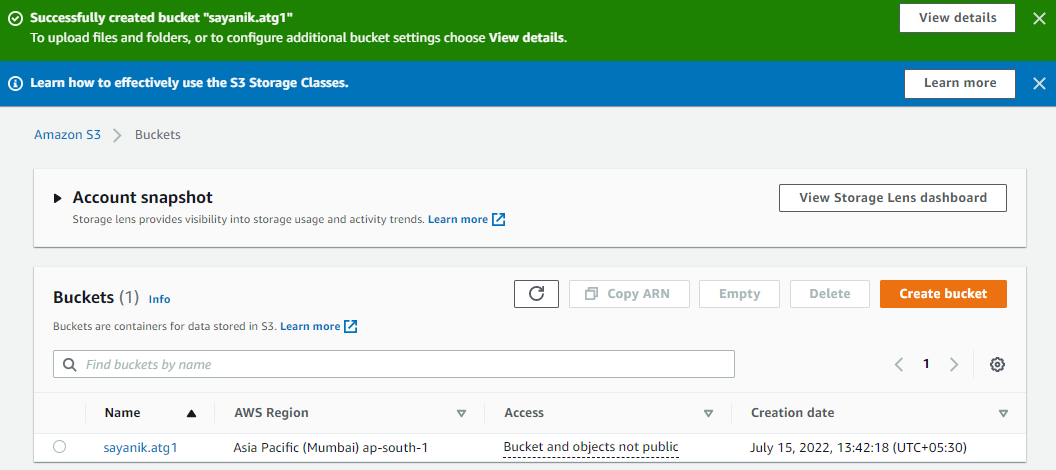 Successfully created bucket "sayanik.atg1"
View details
To upload files and folders, or to configure additional bucket settings choose View details.
Learn how to effectively use the S3 Storage Classes.
Learn more
Amazon S3 Buckets
Account snapshot
View Storage Lens dashboard
Storage lens provides visibility into storage usage and activity trends. Learn more
Buckets (1) Info
Copy ARN Empty Delete Create bucket
Buckets are containers for data stored in S3. Learn more
Find buckets by name
1
Name AWS Region Access Creation date
sayanik.atg1 Asia Pacific (Mumbai) ap-south-1 Bucket and objects not public July 15, 2022, 13:42:18 (UTC+05:30)